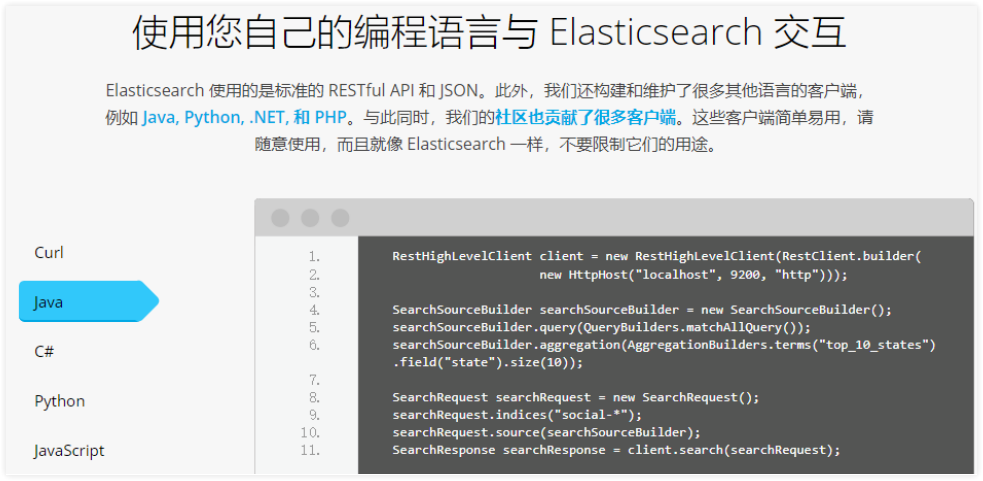 使用您自己的编程语言与 Elasticsearch 交互
Elasticsearch 使用的是标准的 RESTful API 和 JSON。此外，我们还构建和维护了很多其他语言的客户端，
例如 Java, Python, .NET, 和 PHP。与此同时，我们的社区也贡献了很多客户端。这些客户端简单易用，请
随意使用，而且就像 Elasticsearch 一样，不要限制它们的用途。
Curl
Java
C#
Python
JavaScript
1. RestHighLevelClient client = new RestHighLevelClient(RestClient.builder(
2. new HttpHost("localhost", 9200, "http")));
3.
4. SearchSourceBuilder searchSourceBuilder = new SearchSourceBuilder();
5. searchSourceBuilder.query(QueryBuilders.matchAllQuery());
6. searchSourceBuilder.aggregation(AggregationBuilders.terms("top_10_states")
.field("state").size(10));
7.
8. SearchRequest searchRequest = new SearchRequest();
9. searchRequest.indices("social-*");
10. searchRequest.source(searchSourceBuilder);
11. SearchResponse searchResponse = client.search(searchRequest);